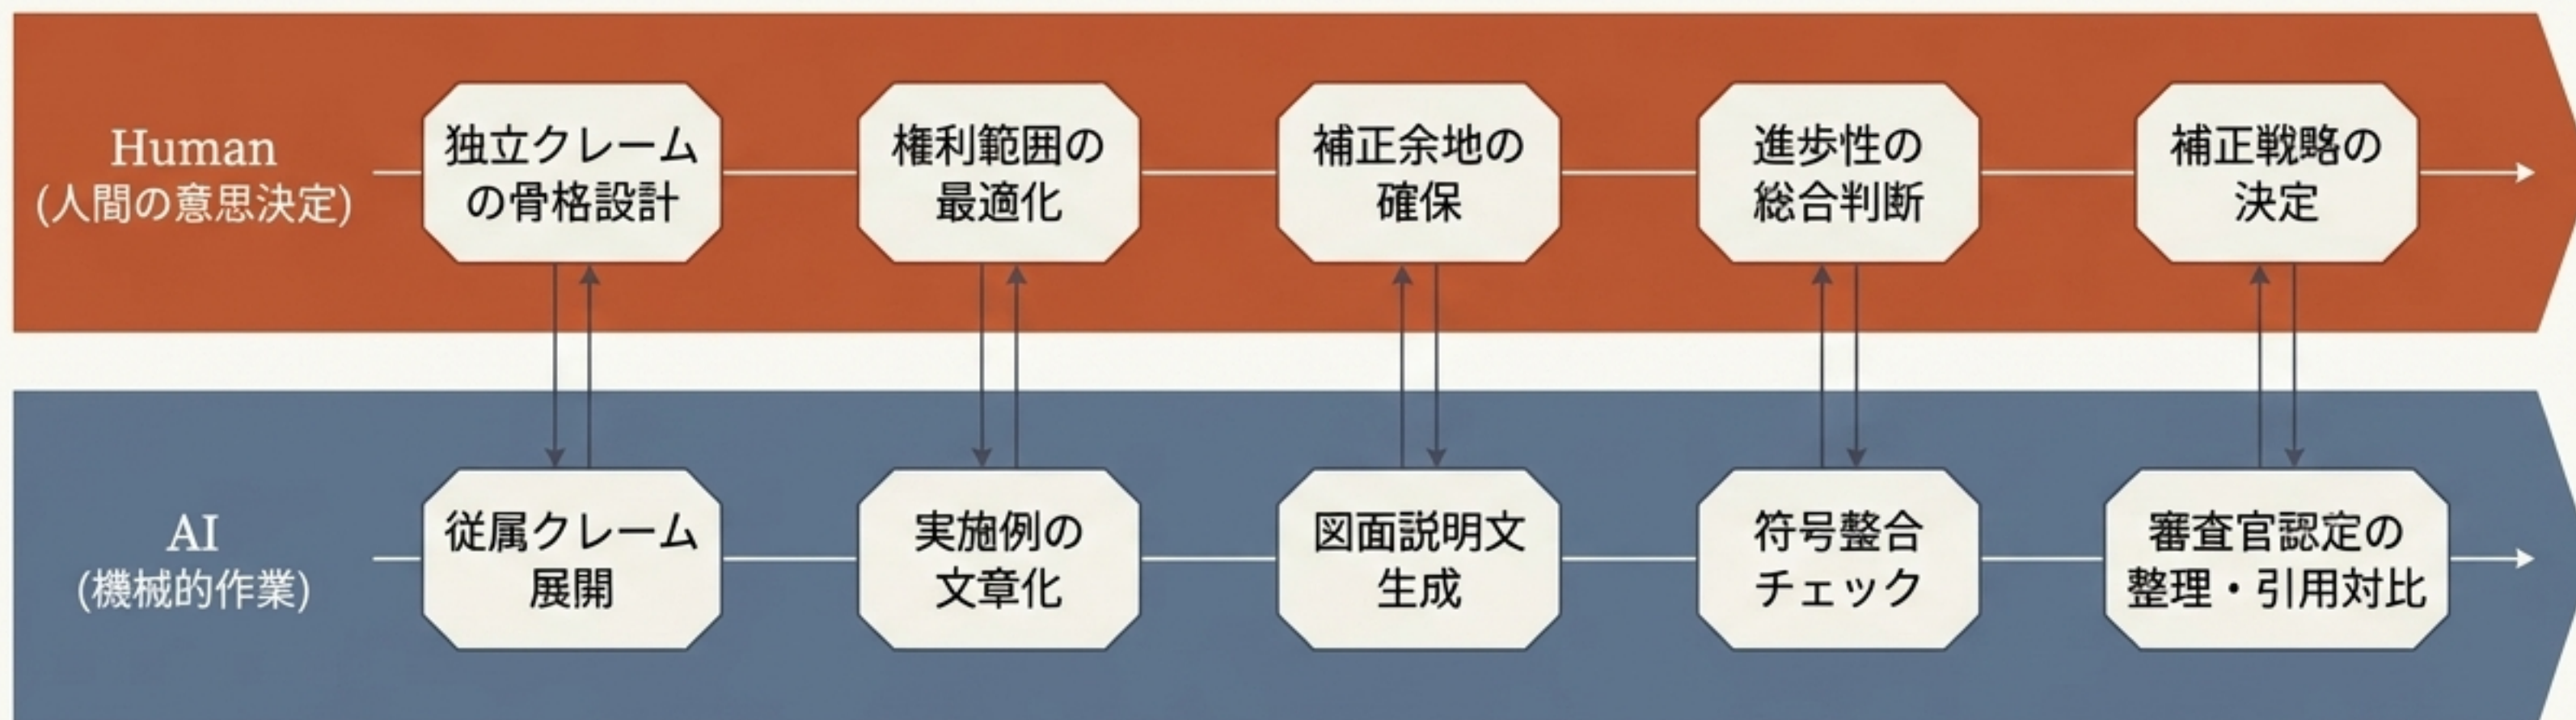 Human
(人間の意思決定)
独立クレーム
の骨格設計
権利範囲の
最適化
補正余地の
確保
進歩性の
総合判断
補正戦略の
決定
AI
(機械的作業)
従属クレーム
展開
実施例の
文章化
図面説明文
生成
符号整合
チェック
審査官認定の
整理・引用対比